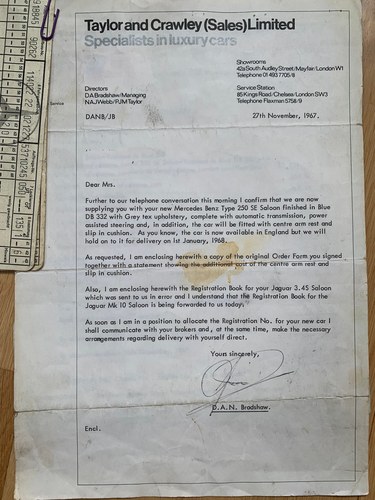 Taylor and Crawley (Sales) Limited
Specialists in luxury cars
Showrooms
42a South Audley Street/Mayfair/London W1
Telephone 01 493 7705/8
Directors
D A Bradshaw/Managing
N A J Webb/P J M Taylor
Service Station
85 Kings Road/Chelsea/London SW3
Telephone Flaxman 5758/9
DANB/JB
27th November, 1967.
Dear Mrs.
Further to our telephone conversation this morning I confirm that we are now
supplying you with your new Mercedes Benz Type 250 SE Saloon finished in Blue
DB 332 with Grey tex upholstery, complete with automatic transmission, power
assisted steering and, in addition, the car will be fitted with centre arm rest and
slip in cushion. As you know, the car is now available in England but we will
hold on to it for delivery on 1st January, 1968.
As requested, I am enclosing herewith a copy of the original Order Form you signed
together with a statement showing the additional cost of the centre arm rest and
slip in cushion.
Also, I am enclosing herewith the Registration Book for your Jaguar 3.45 Saloon
which was sent to us in error and I understand that the Registration Book for the
Jaguar Mk 10 Saloon is being forwarded to us today.
As soon as I am in a position to allocate the Registration No. for your new car I
shall communicate with your brokers and, at the same time, make the necessary
arrangements regarding delivery with yourself direct.
Yours sincerely,
D.A.N. Bradshaw.
Encl.